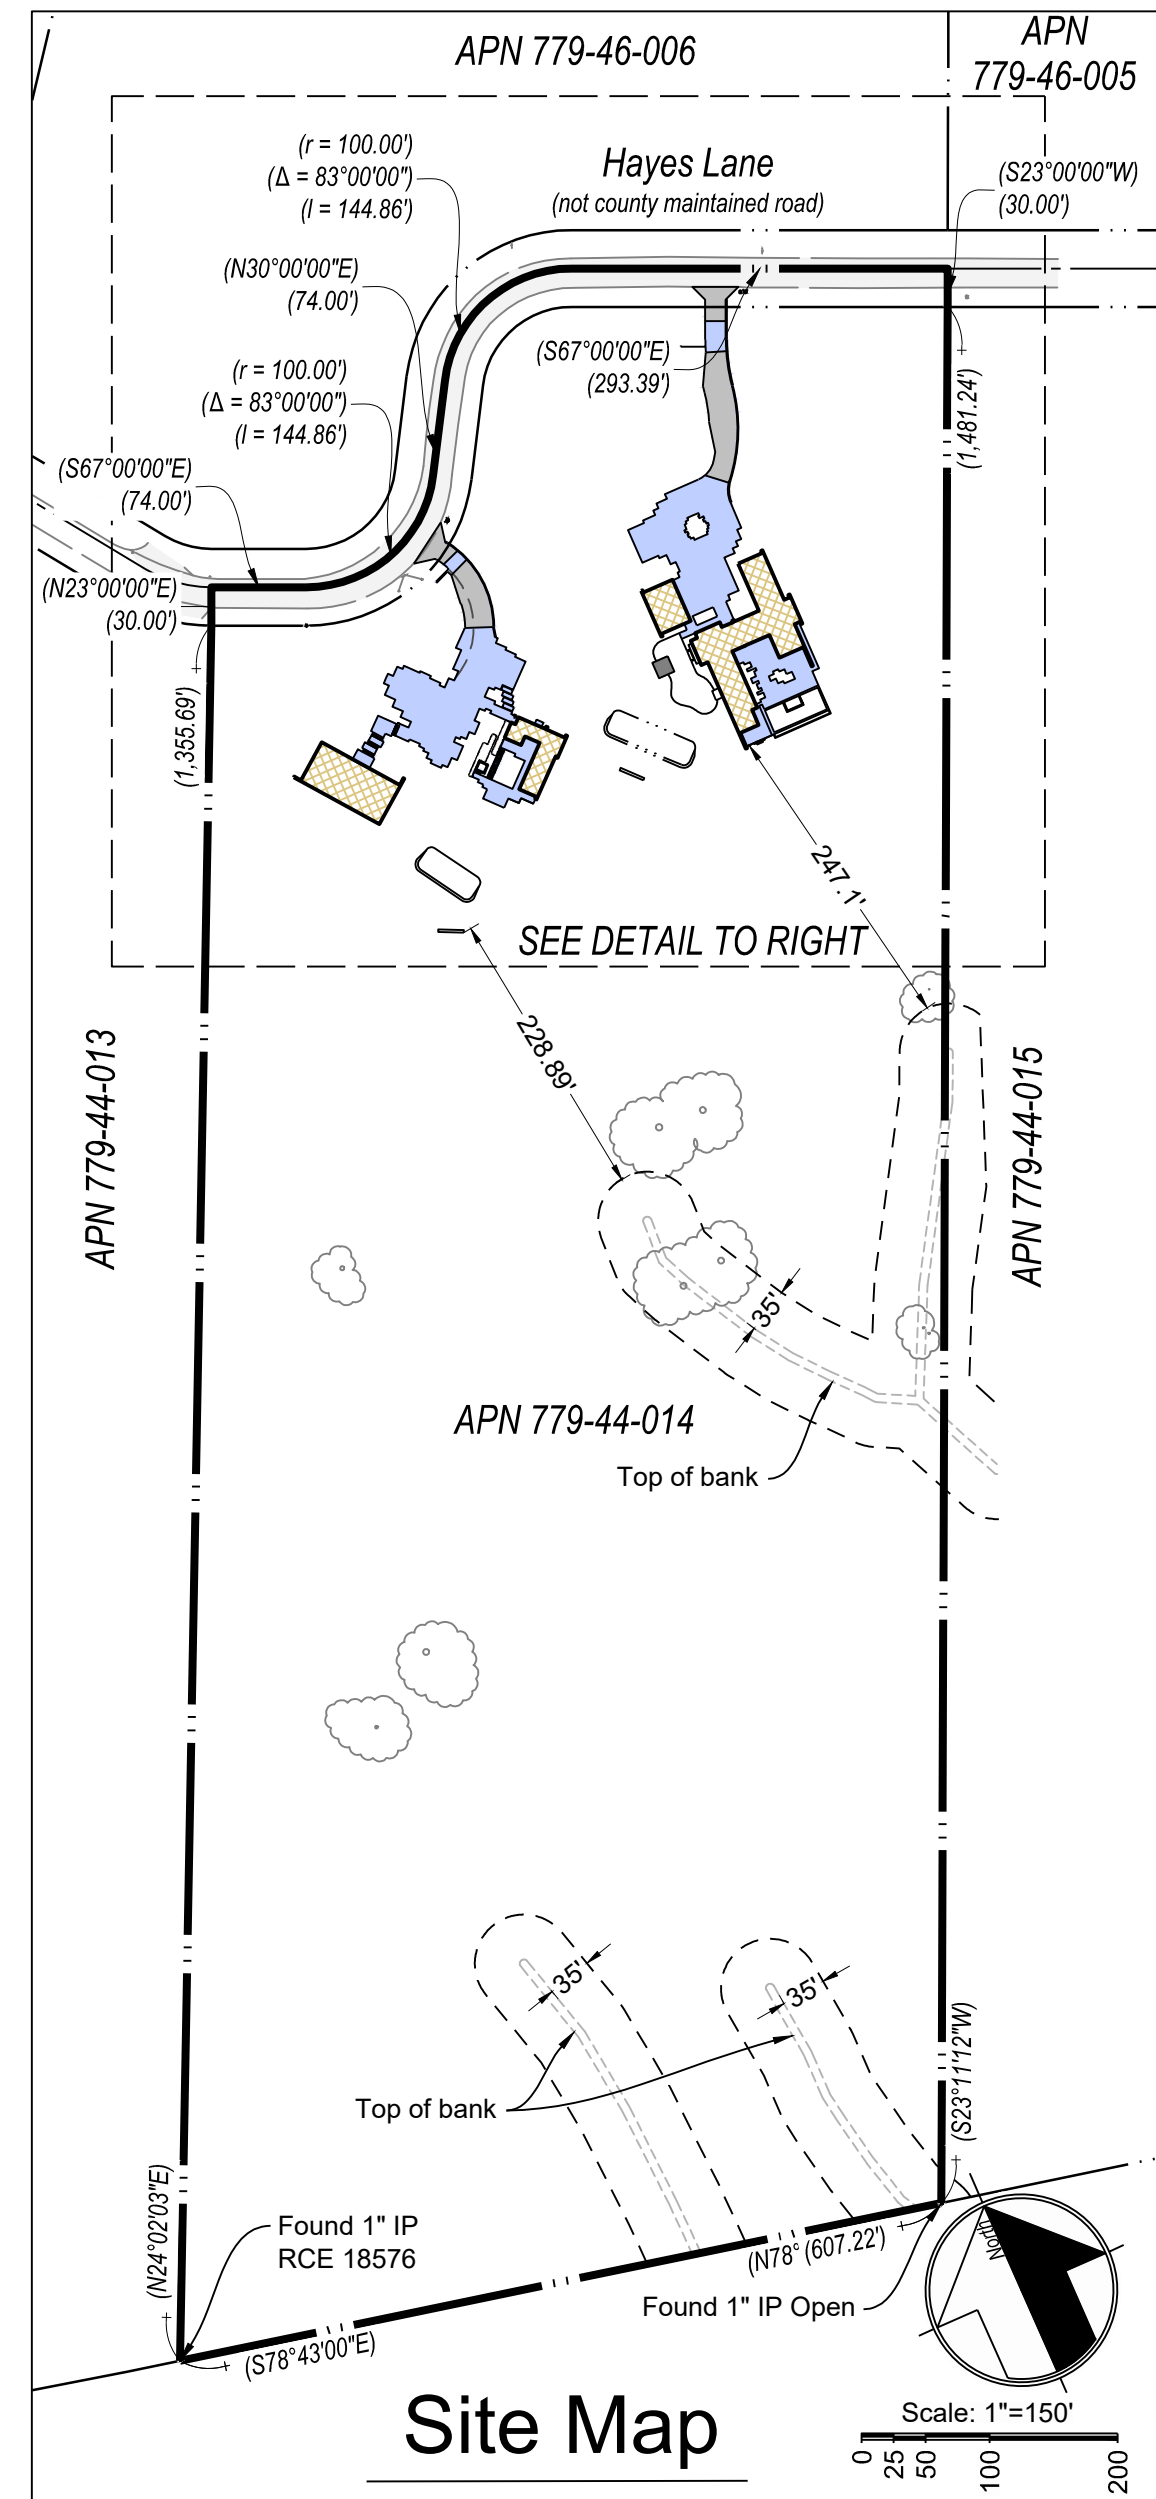 APN 779-46-006
APN
779-46-005
(r = 100.00')
(Δ = 83°00'00")
(l = 144.86')
Hayes Lane
(not county maintained road)
(S23°00'00"W)
(30.00')
(N30°00'00"E)
(74.00')
(S67°00'00"E)
(293.39')
(r = 100.00')
(Δ = 83°00'00")
(l = 144.86')
(1,481.24')
(S67°00'00"E)
(74.00')
(N23°00'00"E)
(30.00')
(1,355.69')
247.1'
SEE DETAIL TO RIGHT
228.89'
APN 779-44-013
APN 779-44-015
35'
APN 779-44-014
Top of bank
35'
35'
Top of bank
(S23°11'12"W)
(N24°02'03"E)
Found 1" IP
RCE 18576
(N78°
(607.22')
North
Found 1" IP Open
(S78°43'00"E)
Site Map
Scale: 1"=150'
0
25
50
100
200